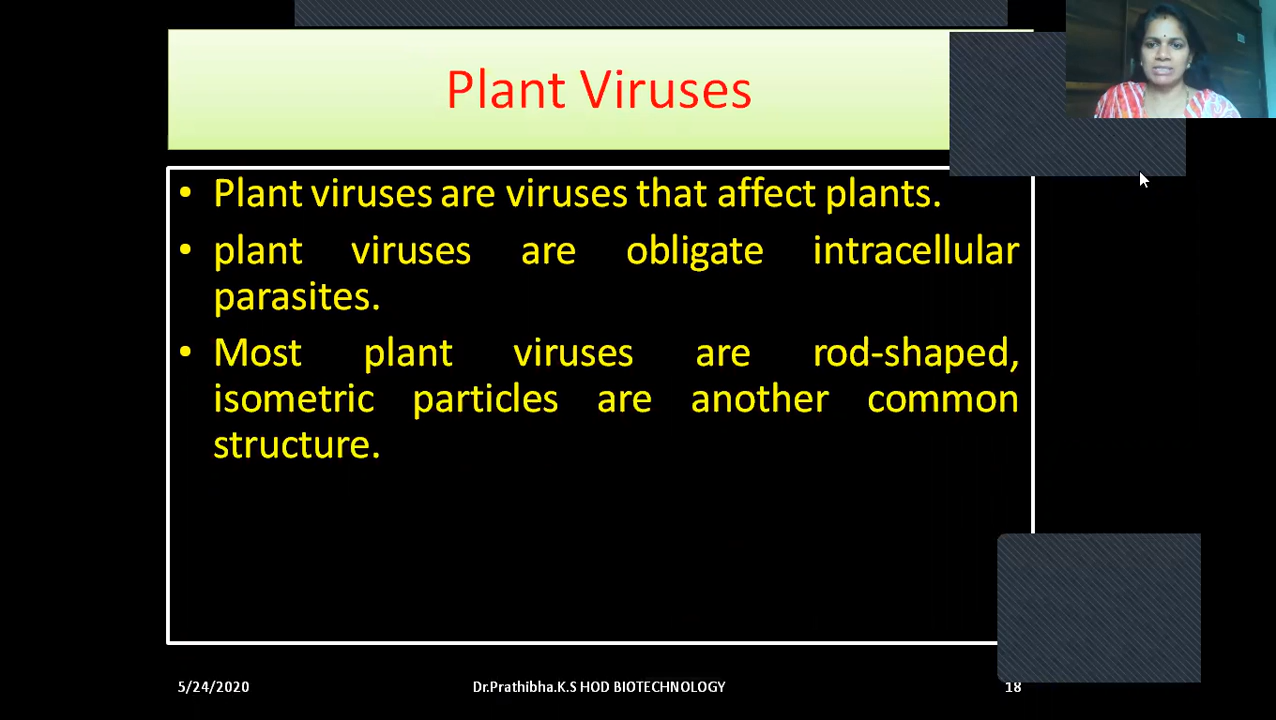 Plant Viruses
• Plant viruses are viruses that affect plants.
• plant viruses are obligate intracellular
parasites.
• Most plant viruses are rod-shaped,
isometric particles are another common
structure.
5/24/2020 Dr.Prathibha.K.S HOD BIOTECHNOLOGY 18